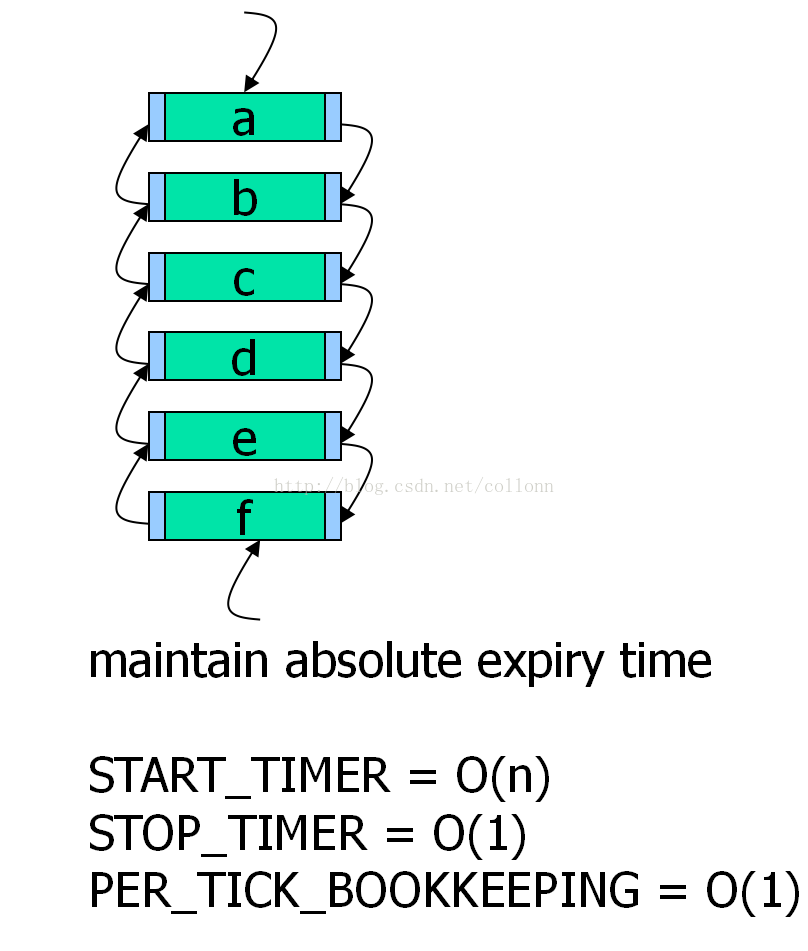 a
b
c
d
e
http://blog.csdn.net/collonn
f
maintain absolute expiry time
START_TIMER = O(n)
STOP_TIMER = O(1)
PER_TICK_BOOKKEEPING = O(1)